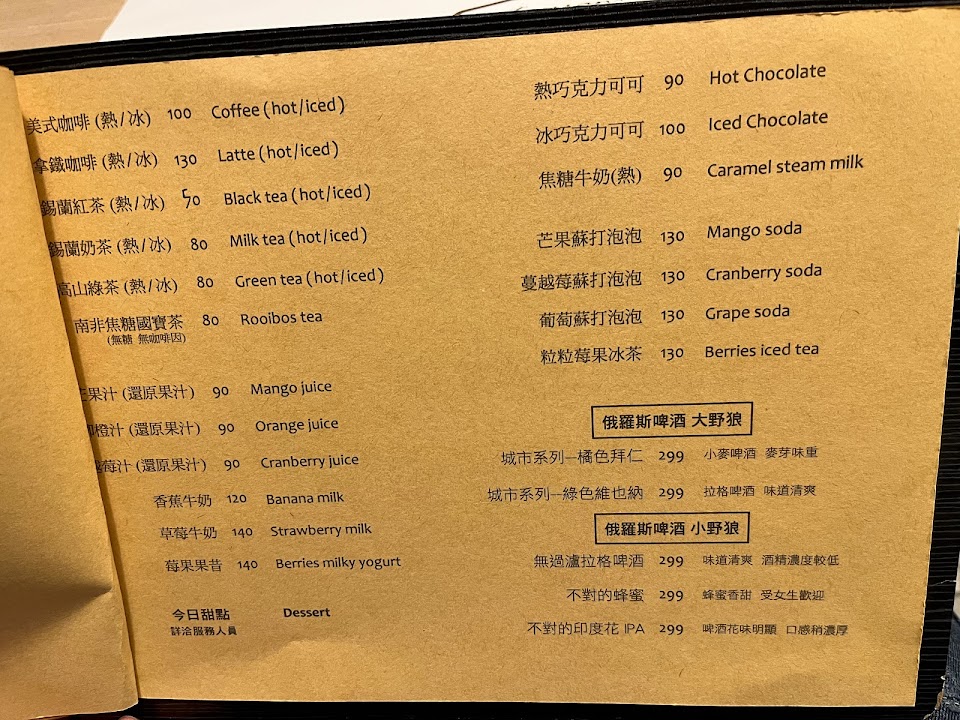 美式咖啡 (熱/冰) 100 Coffee (hot/iced)
拿鐵咖啡 (熱/冰) 130 Latte (hot/iced)
錫蘭紅茶 (熱/冰) 50 Black tea (hot/iced)
錫蘭奶茶 (熱/冰) 80 Milk tea (hot/iced)
高山綠茶 (熱/冰) 80 Green tea (hot/iced)
南非焦糖國寶茶 80 Rooibos tea
(無糖 無咖啡因)
芒果汁 (還原果汁) 90 Mango juice
柳橙汁 (還原果汁) 90 Orange juice
莓汁 (還原果汁) 90 Cranberry juice
香蕉牛奶 120 Banana milk
草莓牛奶 140 Strawberry milk
莓果果昔 140 Berries milky yogurt
今日甜點 Dessert
詳洽服務人員
熱巧克力可可 90 Hot Chocolate
冰巧克力可可 100 Iced Chocolate
焦糖牛奶(熱) 90 Caramel steam milk
芒果蘇打泡泡 130 Mango soda
蔓越莓蘇打泡泡 130 Cranberry soda
葡萄蘇打泡泡 130 Grape soda
粒粒莓果冰茶 130 Berries iced tea
俄羅斯啤酒 大野狼
城市系列—橘色拜仁 299 小麥啤酒 麥芽味重
城市系列—綠色維也納 299 拉格啤酒 味道清爽
俄羅斯啤酒 小野狼
無過濾拉格啤酒 299 味道清爽 酒精濃度較低
不對的蜂蜜 299 蜂蜜香甜 受女生歡迎
不對的印度花 IPA 299 啤酒花味明顯 口感稍濃厚